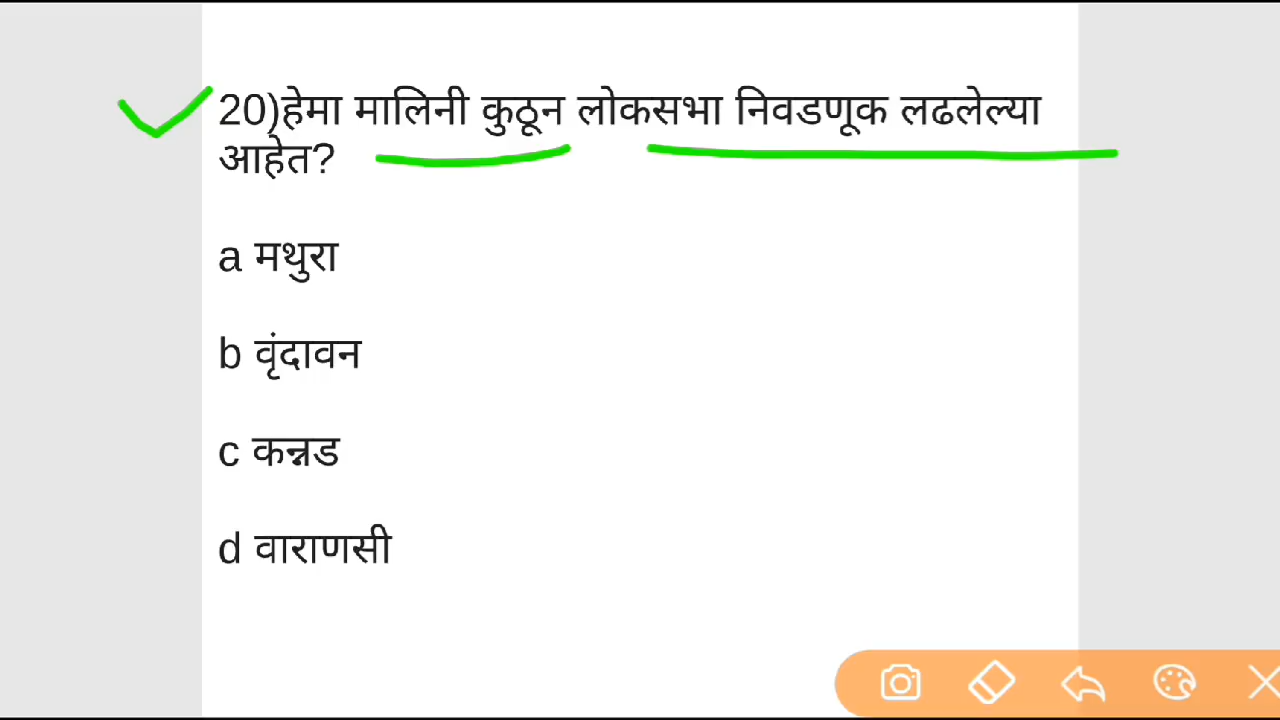 20)हेमा मालिनी कुठून लोकसभा निवडणूक लढलेल्या
आहेत?
a मथुरा
b वृंदावन
c कन्नड
d वाराणसी